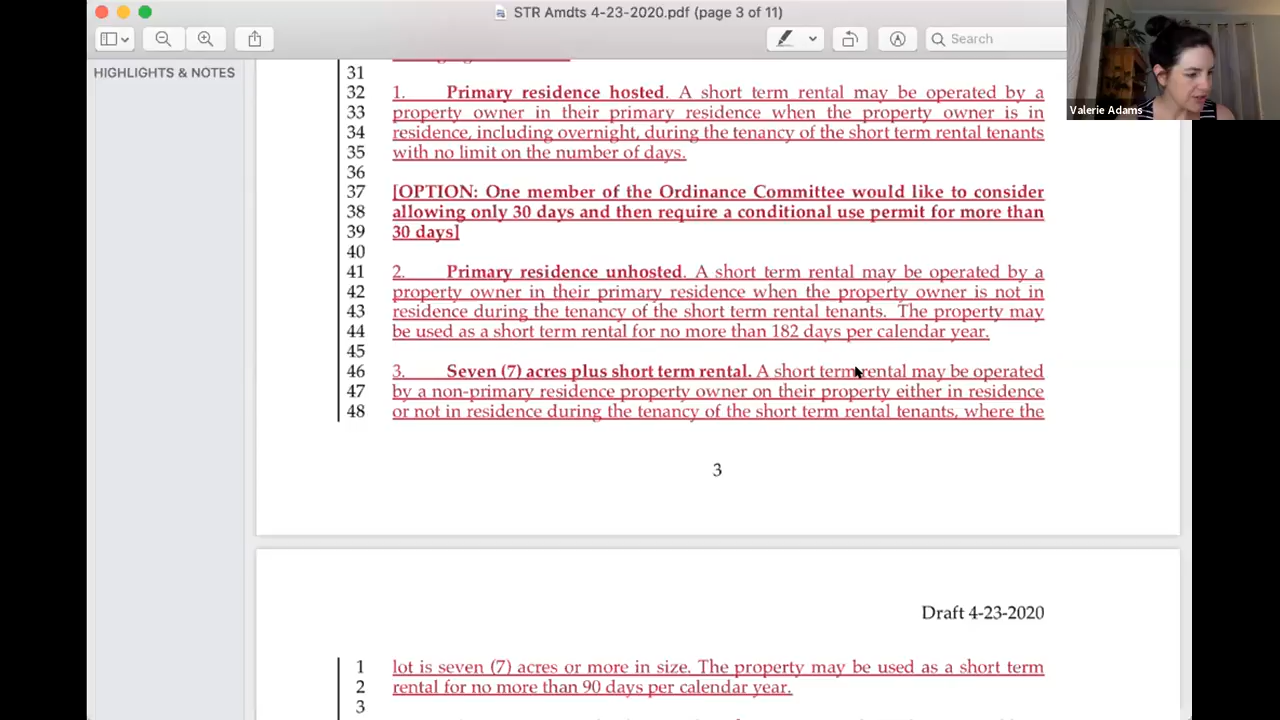 STR Amdts 4-23-2020.pdf (page 3 of 11)
Search
HIGHLIGHTS & NOTES
Valerie Adams
31
32 1. Primary residence hosted. A short term rental may be operated by a
33 property owner in their primary residence when the property owner is in
34 residence, including overnight, during the tenancy of the short term rental tenants
35 with no limit on the number of days.
36
37 [OPTION: One member of the Ordinance Committee would like to consider
38 allowing only 30 days and then require a conditional use permit for more than
39 30 days]
40
41 2. Primary residence unhosted. A short term rental may be operated by a
42 property owner in their primary residence when the property owner is not in
43 residence during the tenancy of the short term rental tenants. The property may
44 be used as a short term rental for no more than 182 days per calendar year.
45
46 3. Seven (7) acres plus short term rental. A short term rental may be operated
47 by a non-primary residence property owner on their property either in residence
48 or not in residence during the tenancy of the short term rental tenants, where the
3
Draft 4-23-2020
1 lot is seven (7) acres or more in size. The property may be used as a short term
2 rental for no more than 90 days per calendar year.
3